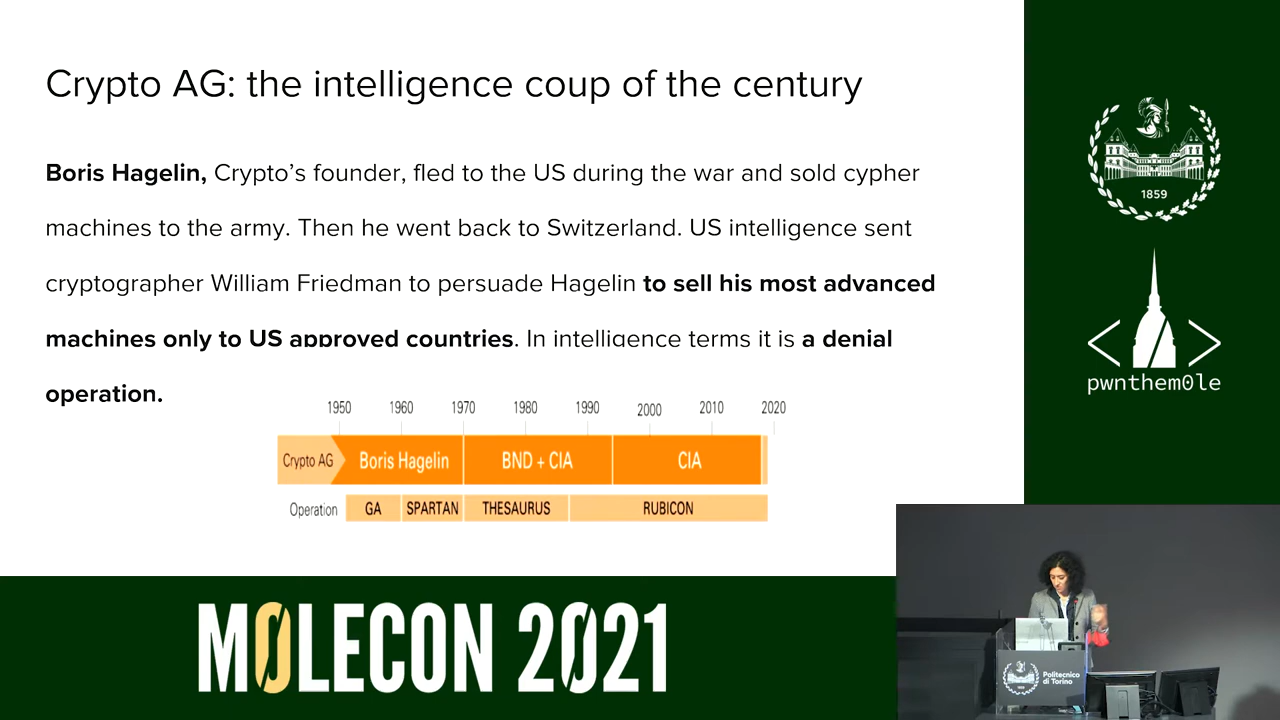 Crypto AG: the intelligence coup of the century
Boris Hagelin, Crypto’s founder, fled to the US during the war and sold cypher
machines to the army. Then he went back to Switzerland. US intelligence sent
cryptographer William Friedman to persuade Hagelin to sell his most advanced
machines only to US approved countries. In intelligence terms it is a denial
operation.
1950 1960 1970 1980 1990 2000 2010 2020
Crypto AG Boris Hagelin BND + CIA CIA
Operation GA SPARTAN THESAURUS RUBICON
1859
pwnthem0le
MØLECON 2021
Politecnico
di Torino